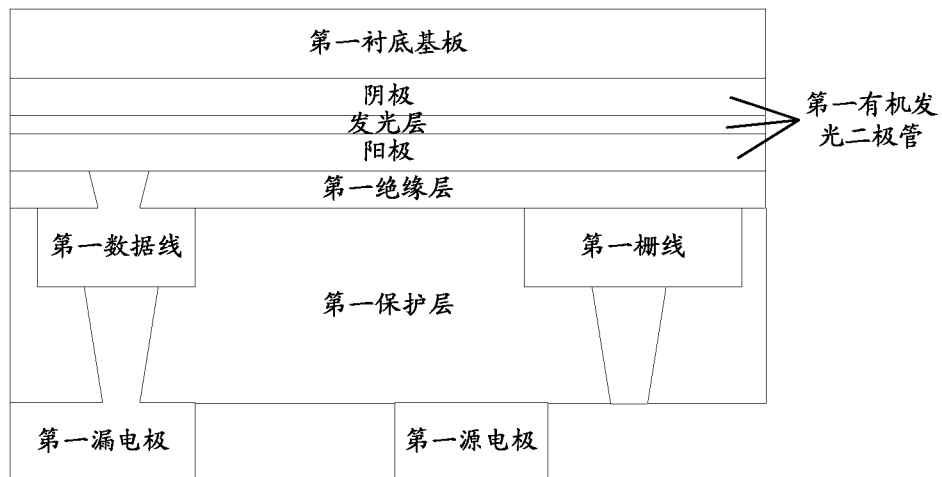 第一衬底基板
阴极
发光层
阳极
第一有机发
光二极管
第一绝缘层
第一数据线
第一栅线
第一保护层
第一漏电极
第一源电极